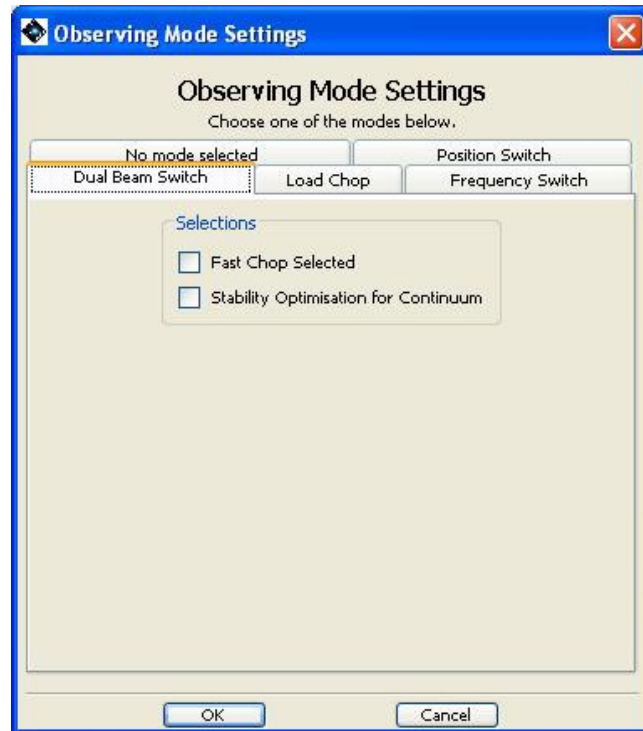 Observing Mode Settings
Observing Mode Settings
Choose one of the modes below.
No mode selected Position Switch
Dual Beam Switch Load Chop Frequency Switch
Selections
Fast Chop Selected
Stability Optimisation for Continuum
OK Cancel